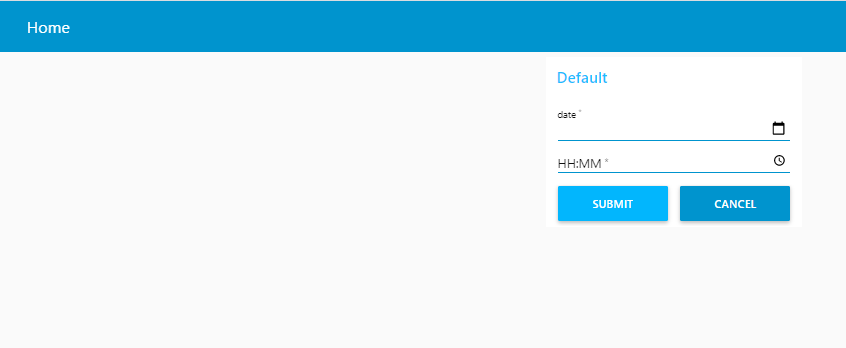 Home
Default
date *
HH:MM *
SUBMIT
CANCEL